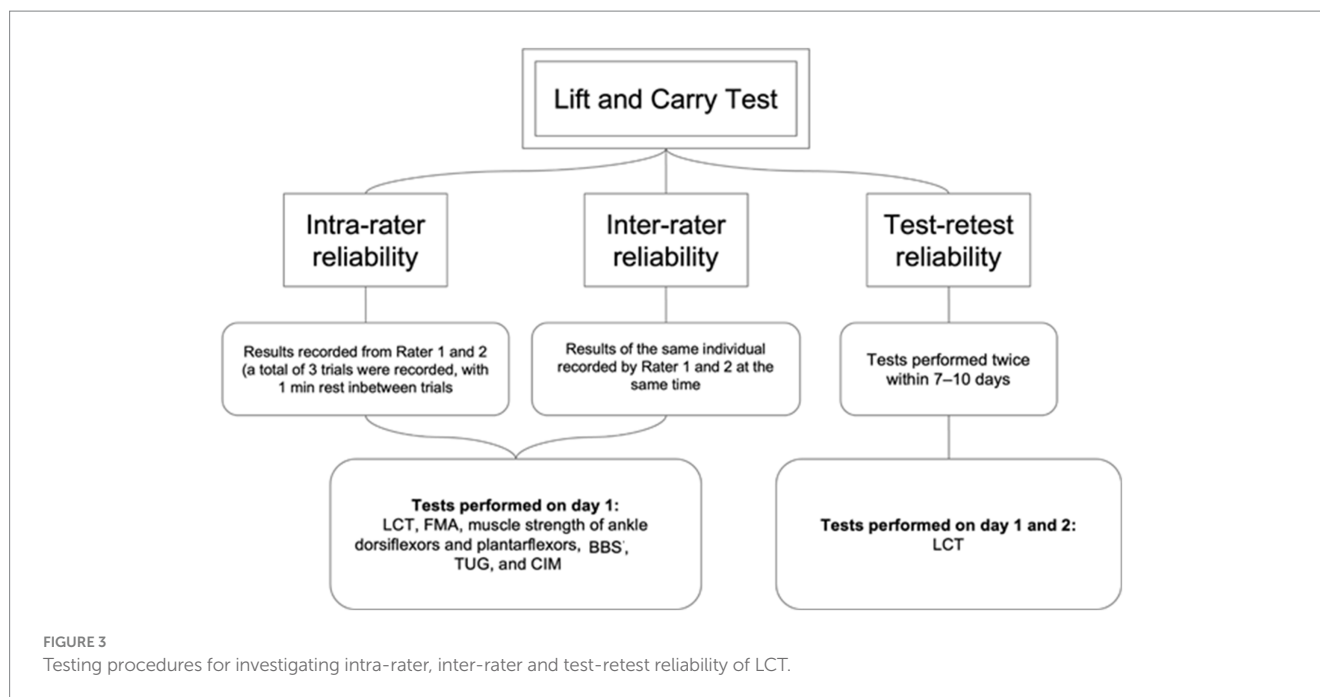 Lift and Carry Test
Intra-rater
reliability
Inter-rater
reliability
Test-retest
reliability
Results recorded from Rater 1 and 2
(a total of 3 trials were recorded, with
1 min rest inbetween trials
Results of the same individual
recorded by Rater 1 and 2 at the
same time
Tests performed twice
within 7–10 days
Tests performed on day 1:
LCT, FMA, muscle strength of ankle
dorsiflexors and plantarflexors, BBS,
TUG, and CIM
Tests performed on day 1 and 2:
LCT
FIGURE 3
Testing procedures for investigating intra-rater, inter-rater and test-retest reliability of LCT.